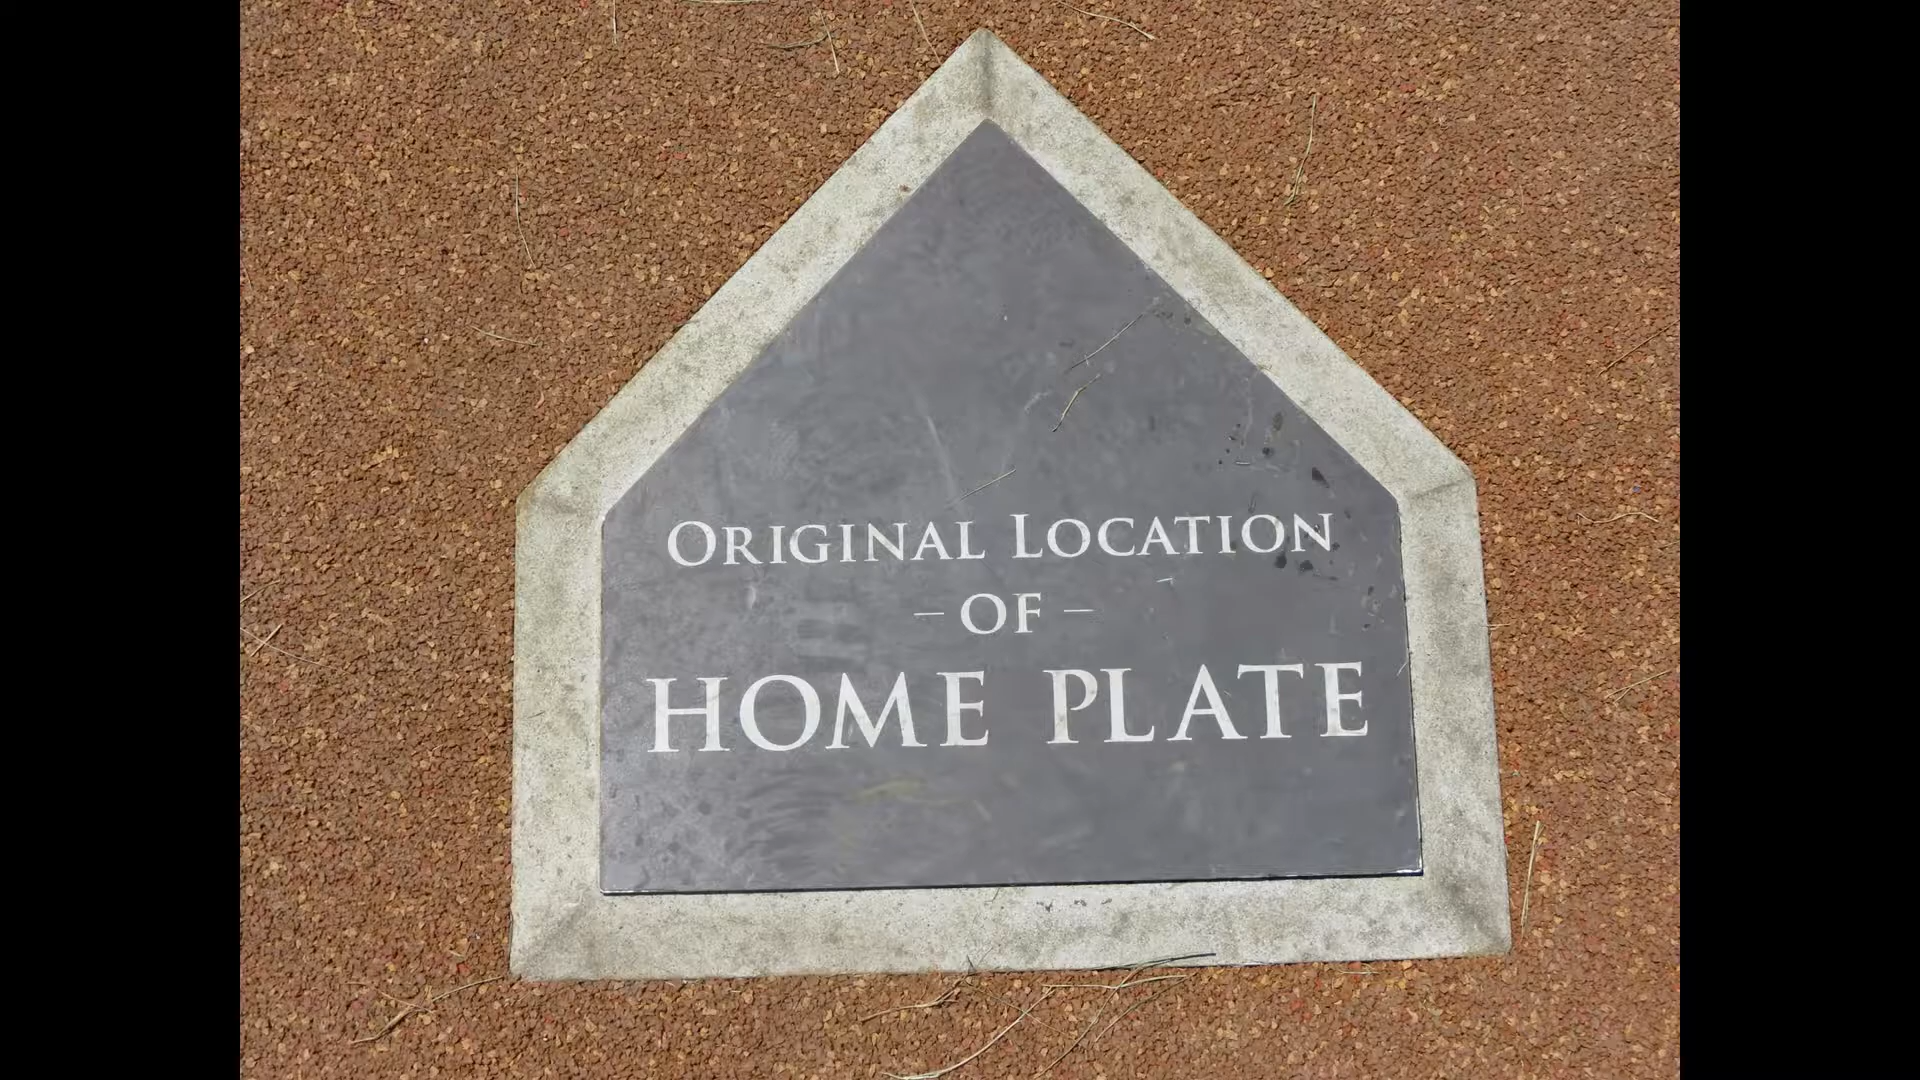 ORIGINAL LOCATION
– OF –
HOME PLATE